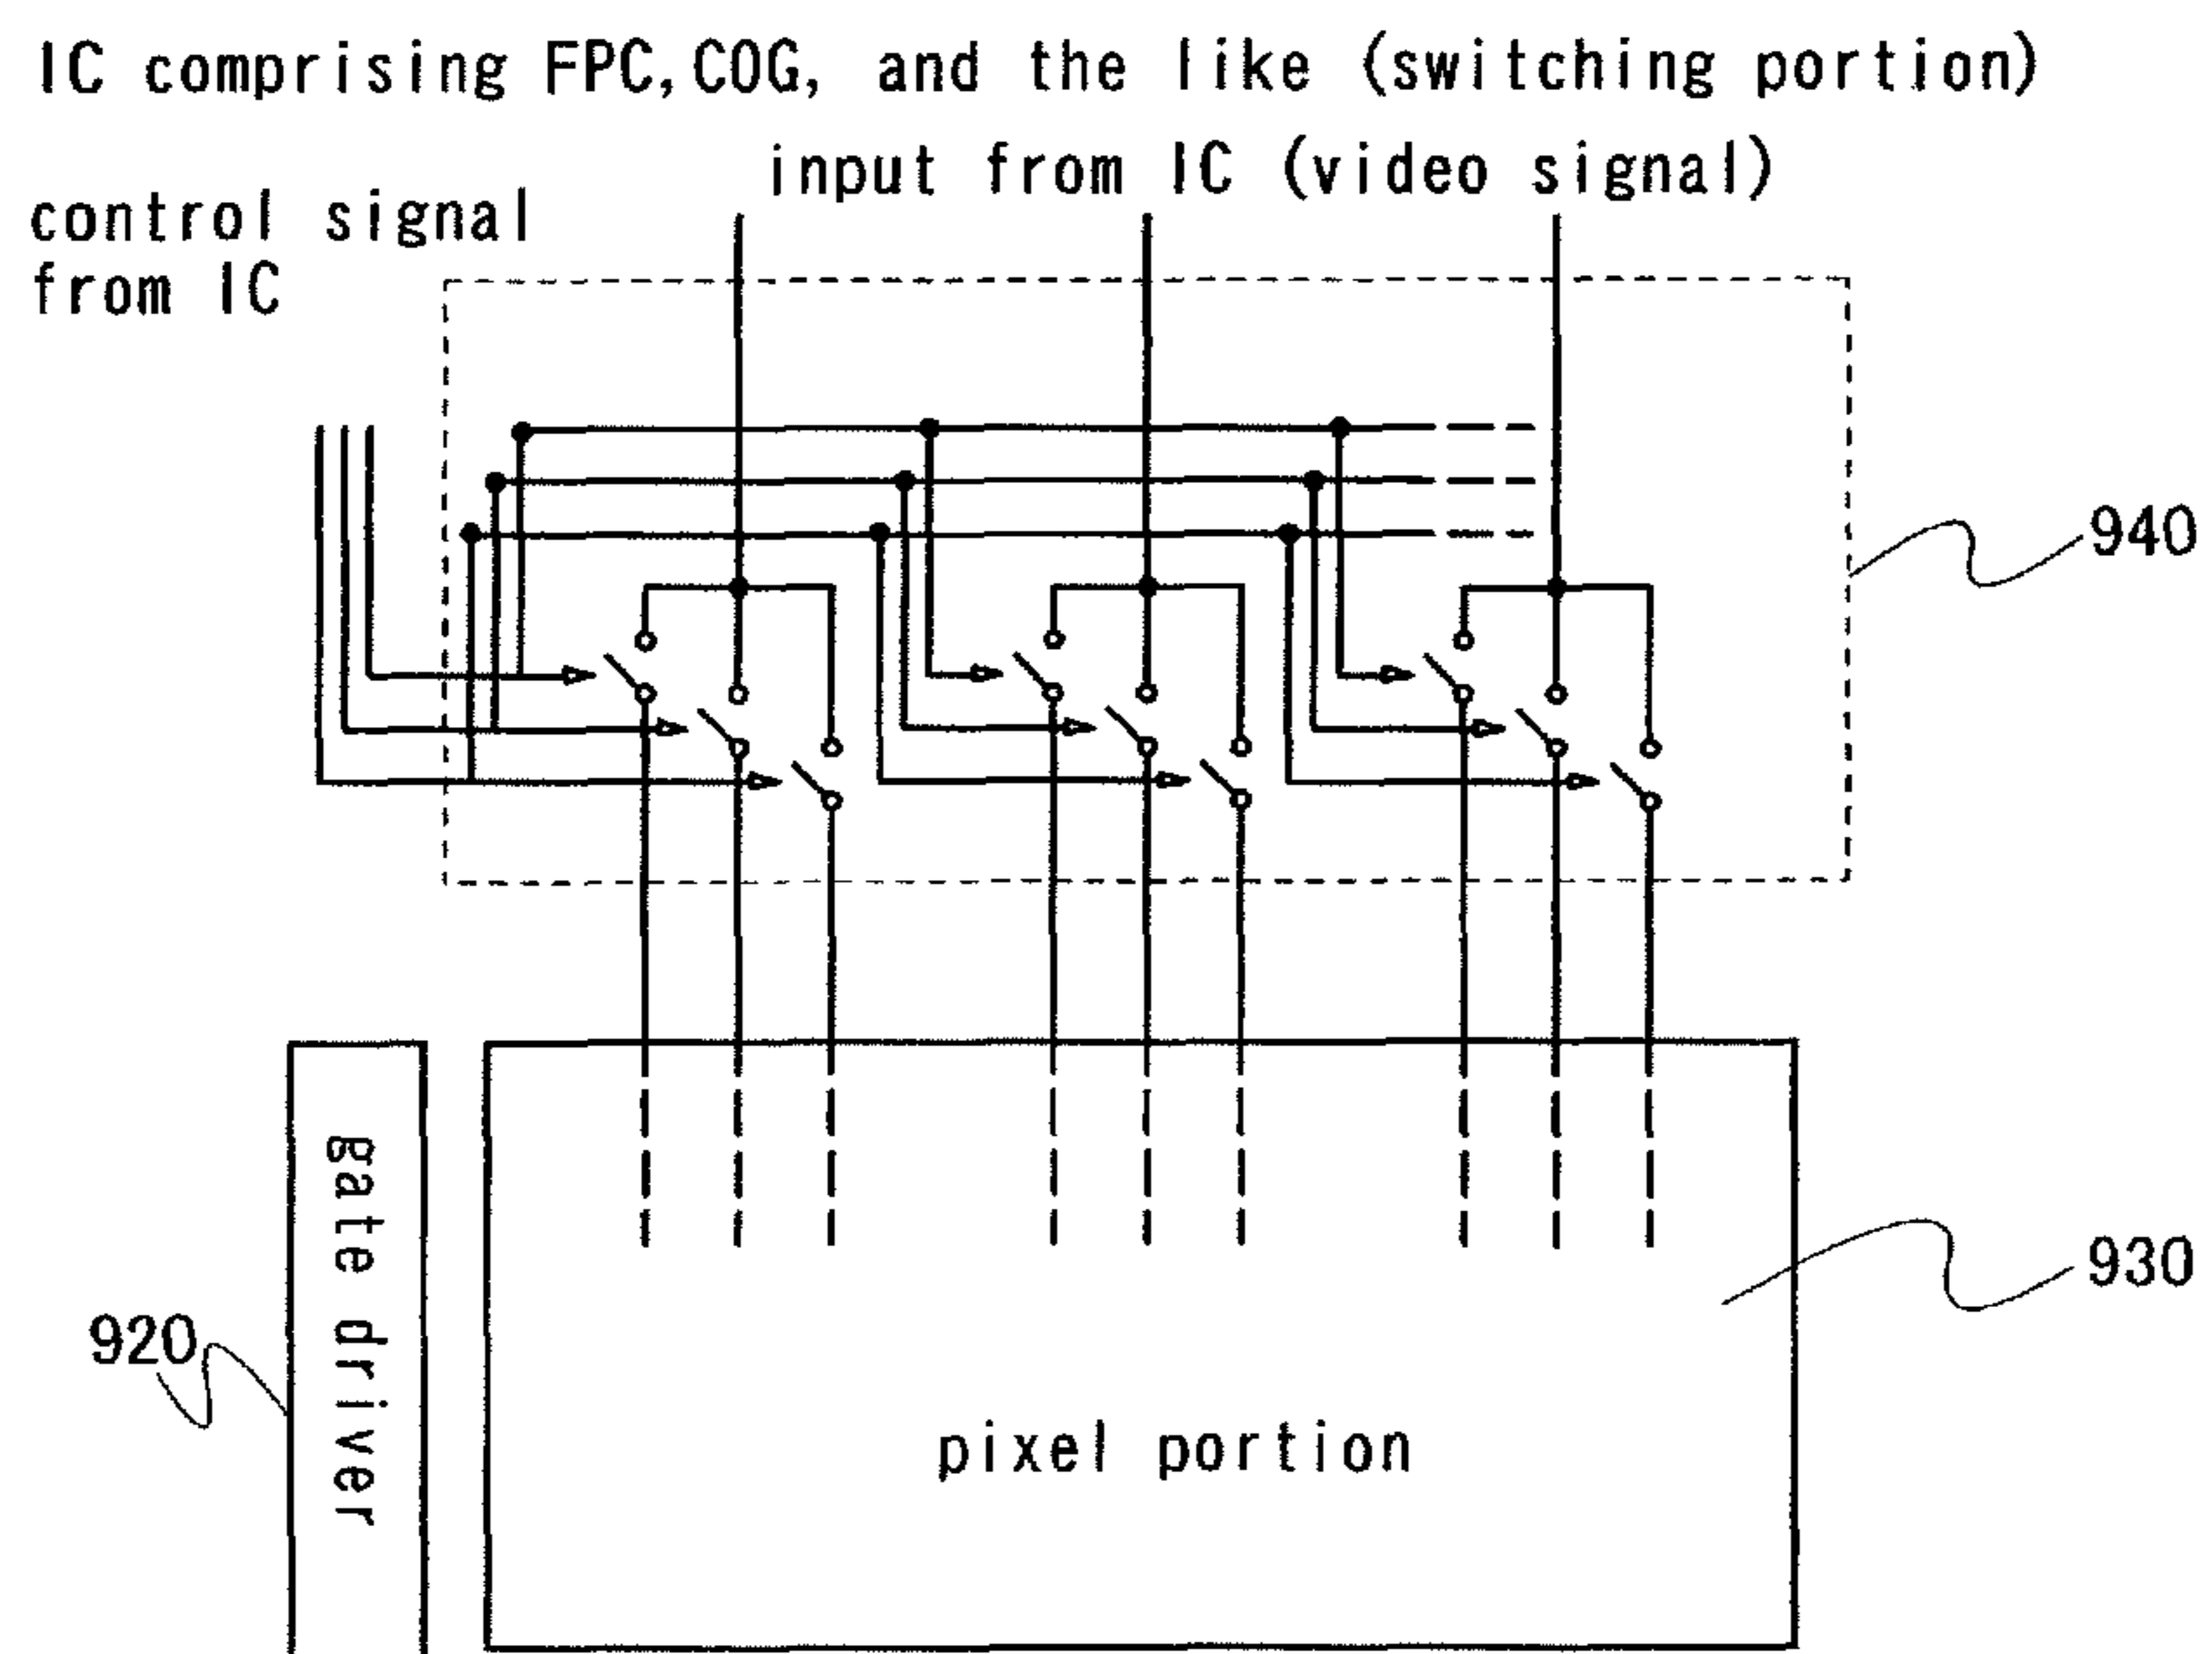 IC comprising FPC, COG, and the like (switching portion)
input from IC (video signal)
control signal
from IC
940
930
gate driver
920
pixel portion